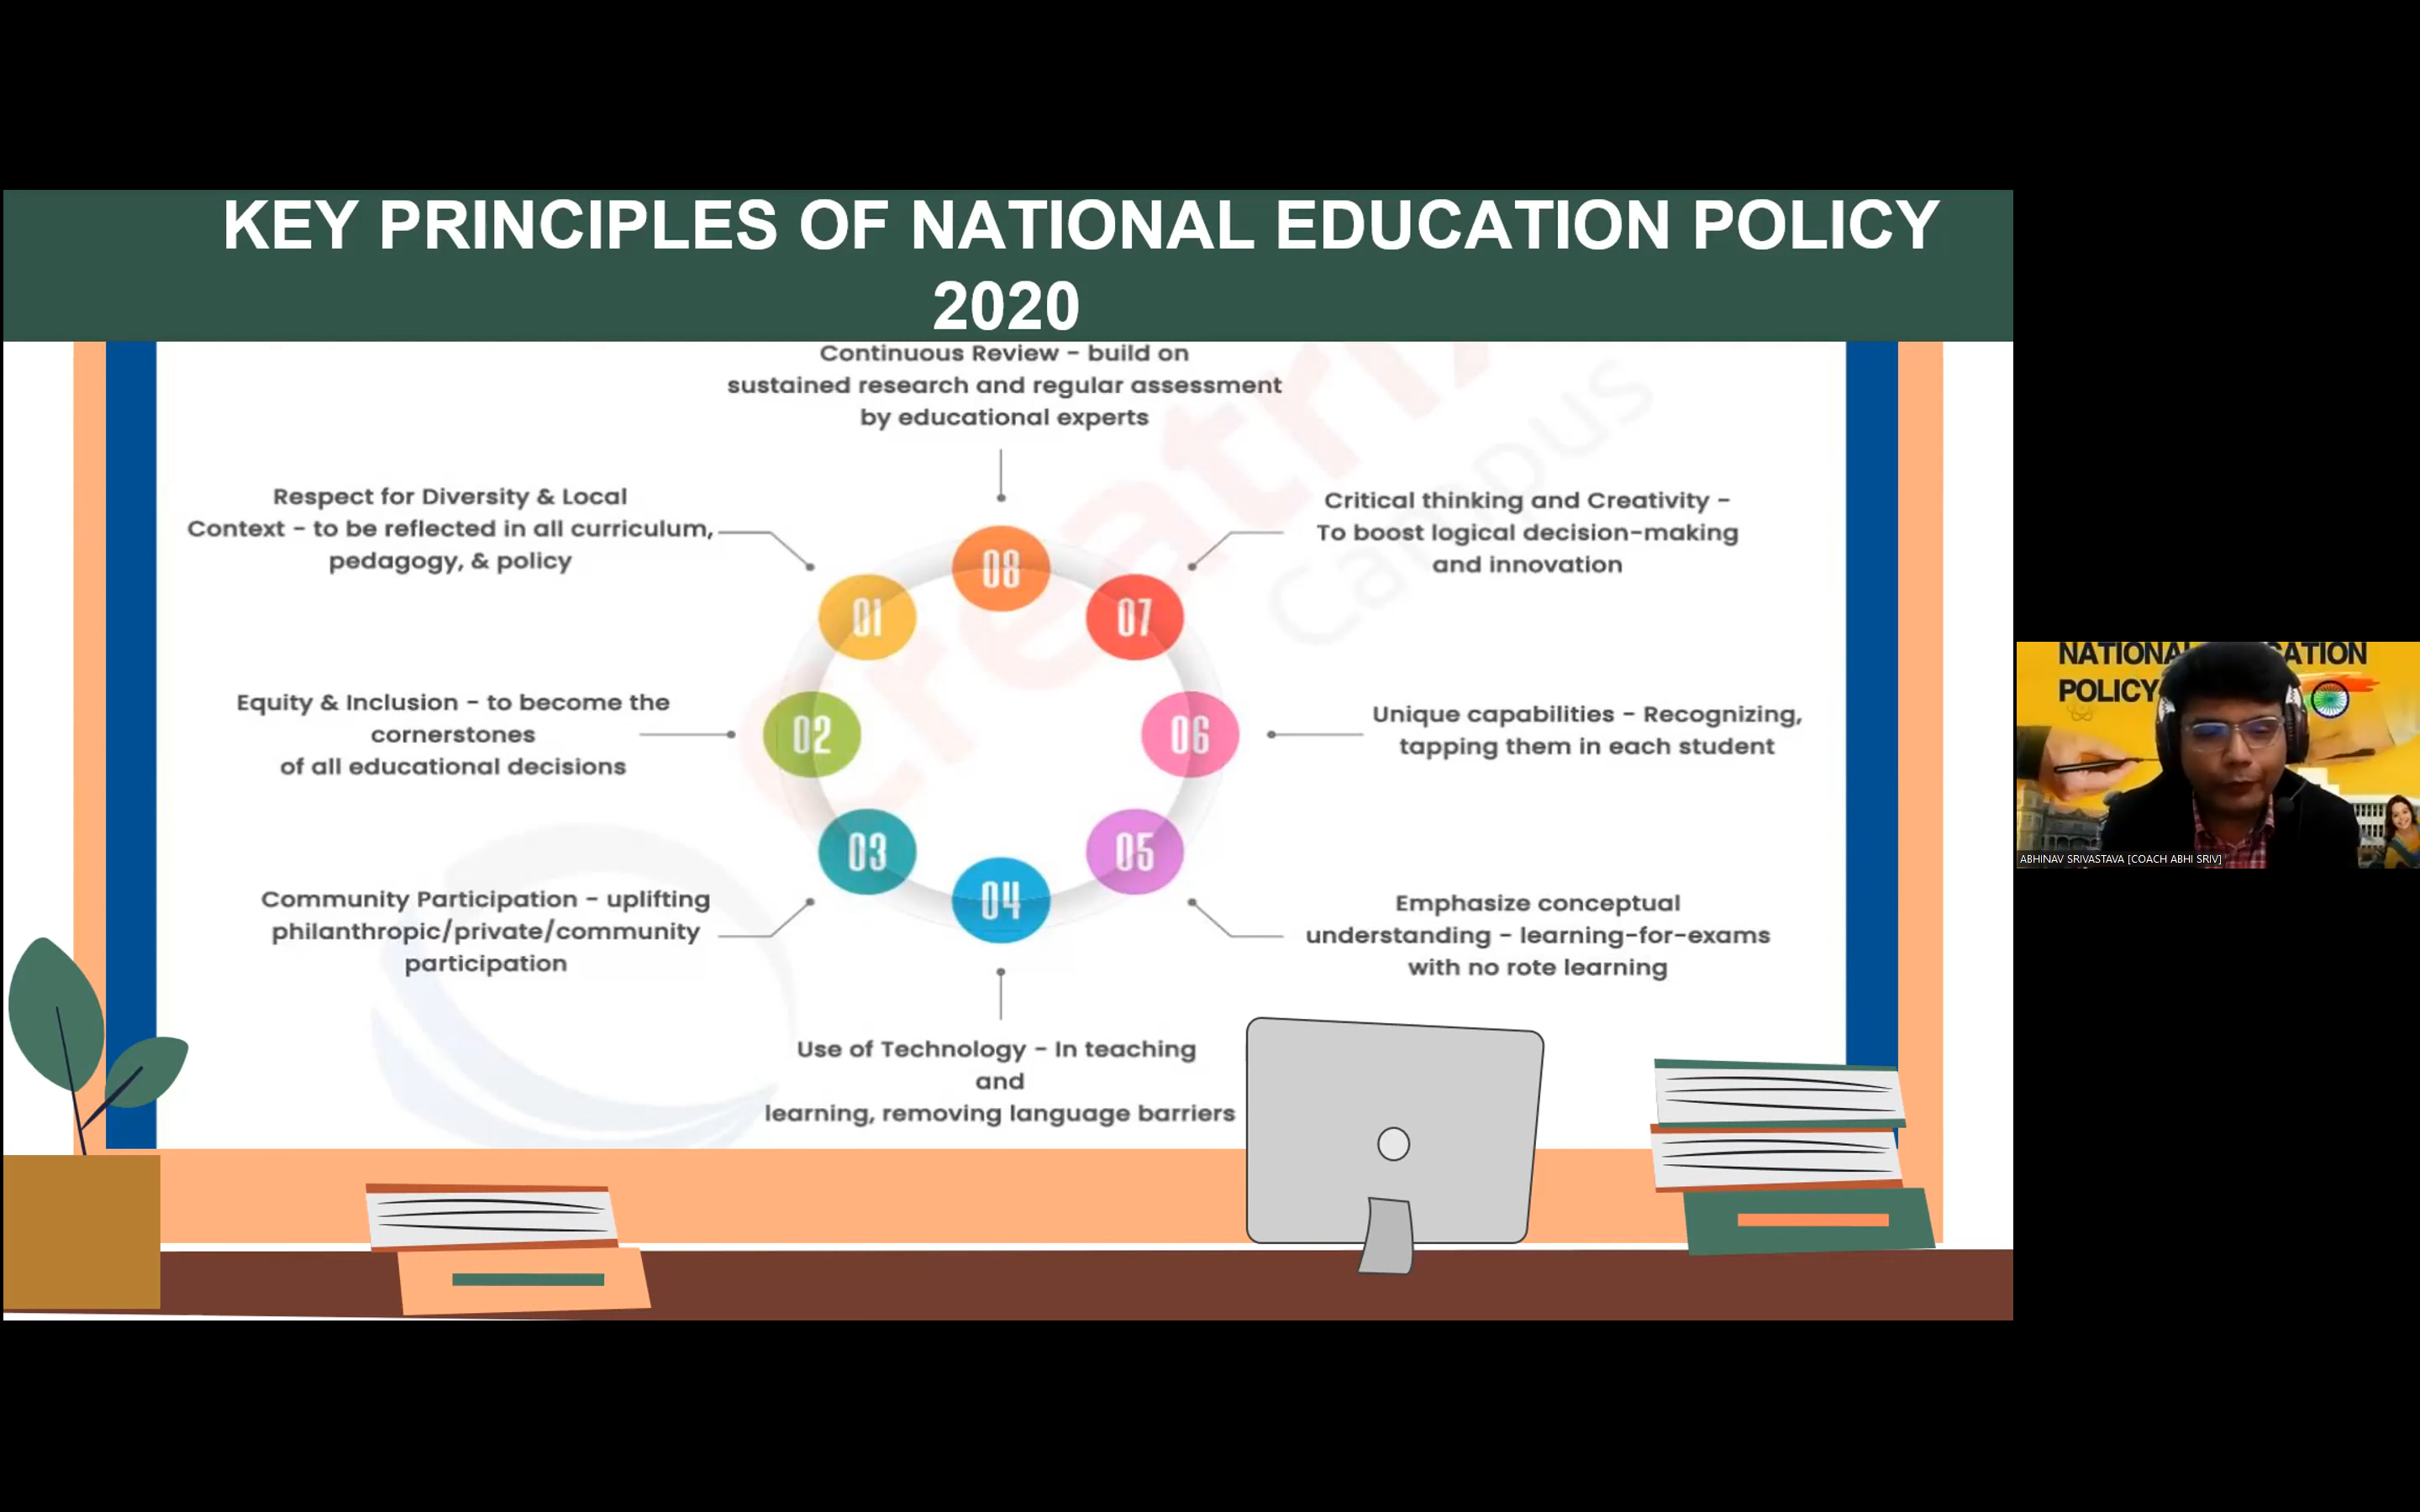 KEY PRINCIPLES OF NATIONAL EDUCATION POLICY
2020
Continuous Review - build on
sustained research and regular assessment
by educational experts
Respect for Diversity & Local
Context - to be reflected in all curriculum,
pedagogy, & policy
Critical thinking and Creativity -
To boost logical decision-making
and innovation
08
01
07
Equity & Inclusion - to become the
cornerstones
of all educational decisions
02
06
Unique capabilities - Recognizing,
tapping them in each student
03
05
04
Community Participation - uplifting
philanthropic/private/community
participation
Emphasize conceptual
understanding - learning-for-exams
with no rote learning
Use of Technology - In teaching
and
learning, removing language barriers
Creatrix
Campus
NATIONAL
POLICY
ABHINAV SRIVASTAVA [COACH ABHI SRIV]